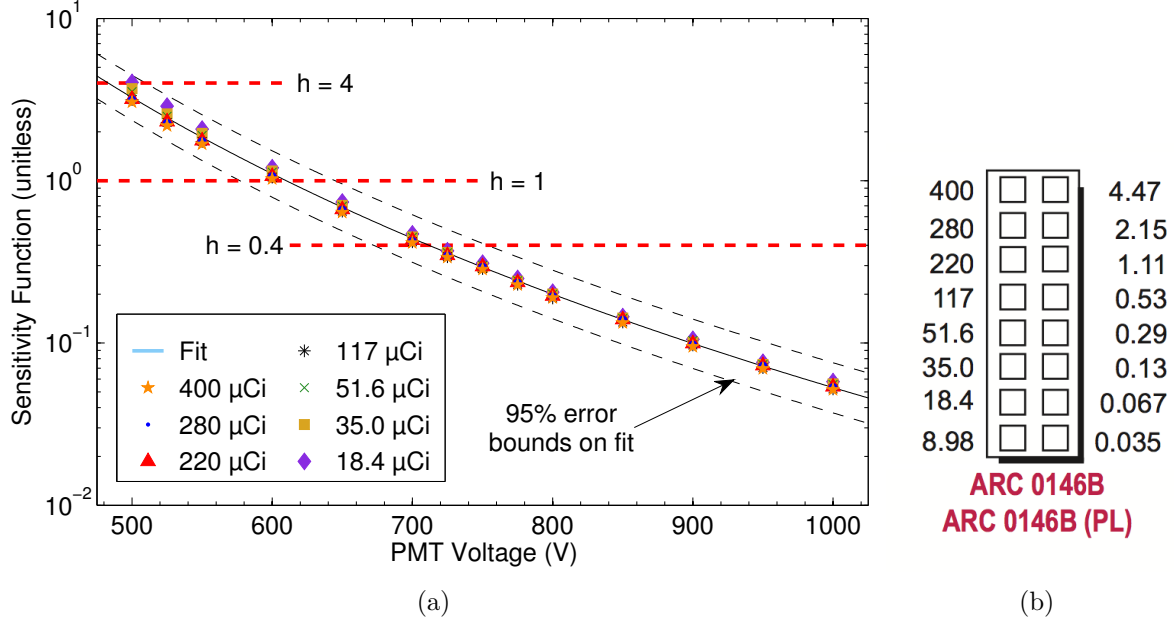 Sensitivity Function (unitless)
10^1
10^0
10^-1
10^-2
h = 4
h = 1
h = 0.4
95% error
bounds on fit
Fit
400 μCi
280 μCi
220 μCi
117 μCi
51.6 μCi
35.0 μCi
18.4 μCi
500 600 700 800 900 1000
PMT Voltage (V)
(a)
400 4.47
280 2.15
220 1.11
117 0.53
51.6 0.29
35.0 0.13
18.4 0.067
8.98 0.035
ARC 0146B
ARC 0146B (PL)
(b)